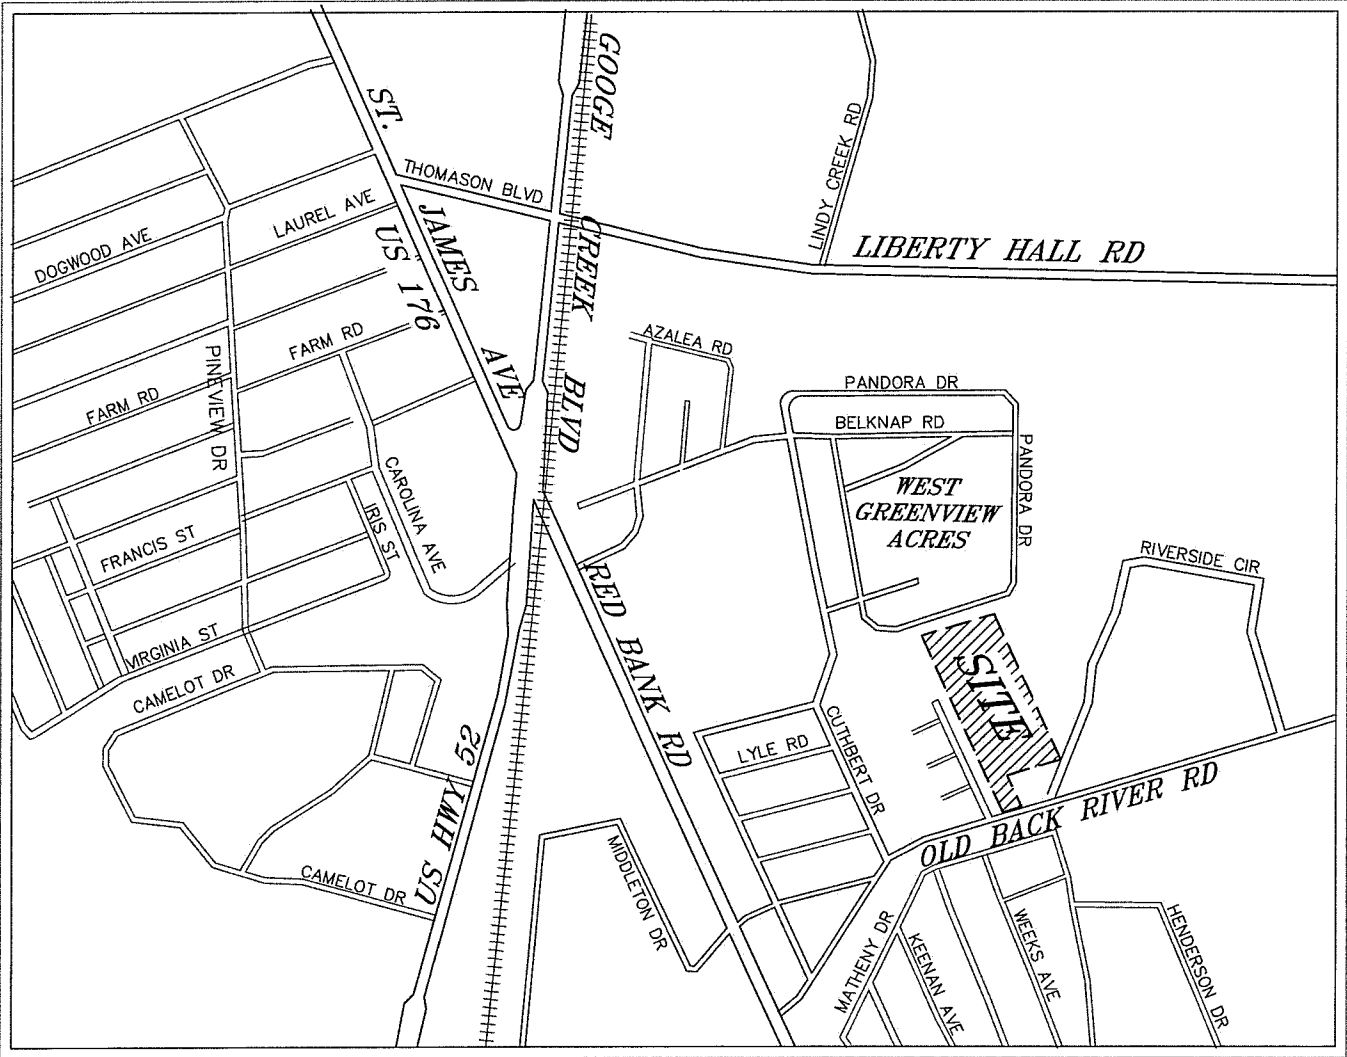 GOOGE
CREEK
BLVD
ST.
JAMES
AVE
US 176
THOMASON BLVD
LINDY CREEK RD
LIBERTY HALL RD
LAUREL AVE
DOGWOOD AVE
FARM RD
FARM RD
PINEVIEW DR
AZALEA RD
PANDORA DR
BELKNAP RD
PANDORA DR
WEST
GREENVIEW
ACRES
CAROLINA AVE
IRIS ST
FRANCIS ST
RIVERSIDE CIR
RED BANK RD
VIRGINIA ST
CAMELOT DR
SITE
CUTHBERT DR
LYLE RD
US HWY 52
OLD BACK RIVER RD
CAMELOT DR
MIDDLETON DR
MATHENY DR
KEENAN AVE
WEEKS AVE
HENDERSON DR